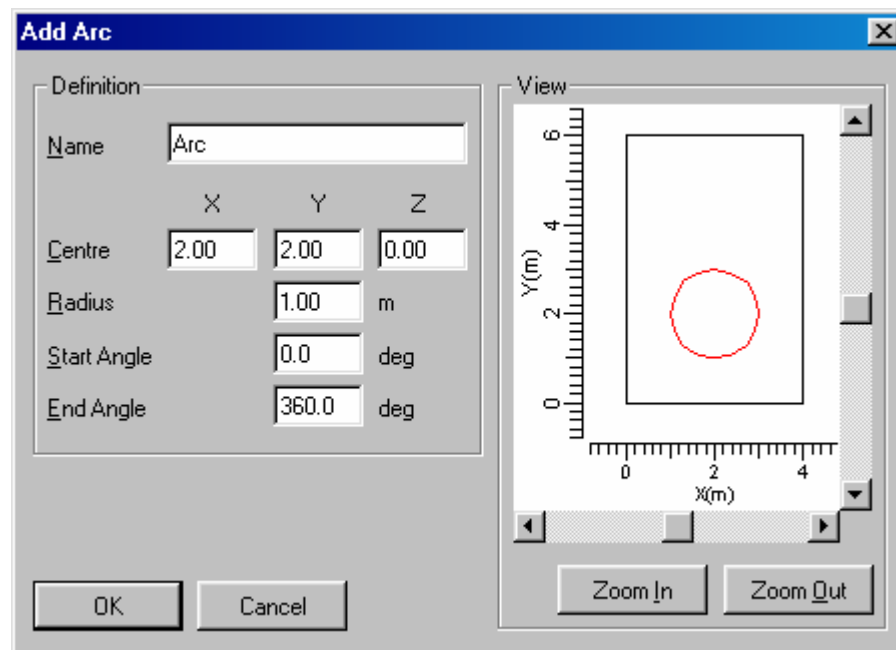 Add Arc
Definition
Name
Arc
X Y Z
Centre 2.00 2.00 0.00
Radius 1.00 m
Start Angle 0.0 deg
End Angle 360.0 deg
OK Cancel
View
6
4
2
0
Y(m)
0 2 4
X(m)
Zoom In Zoom Out